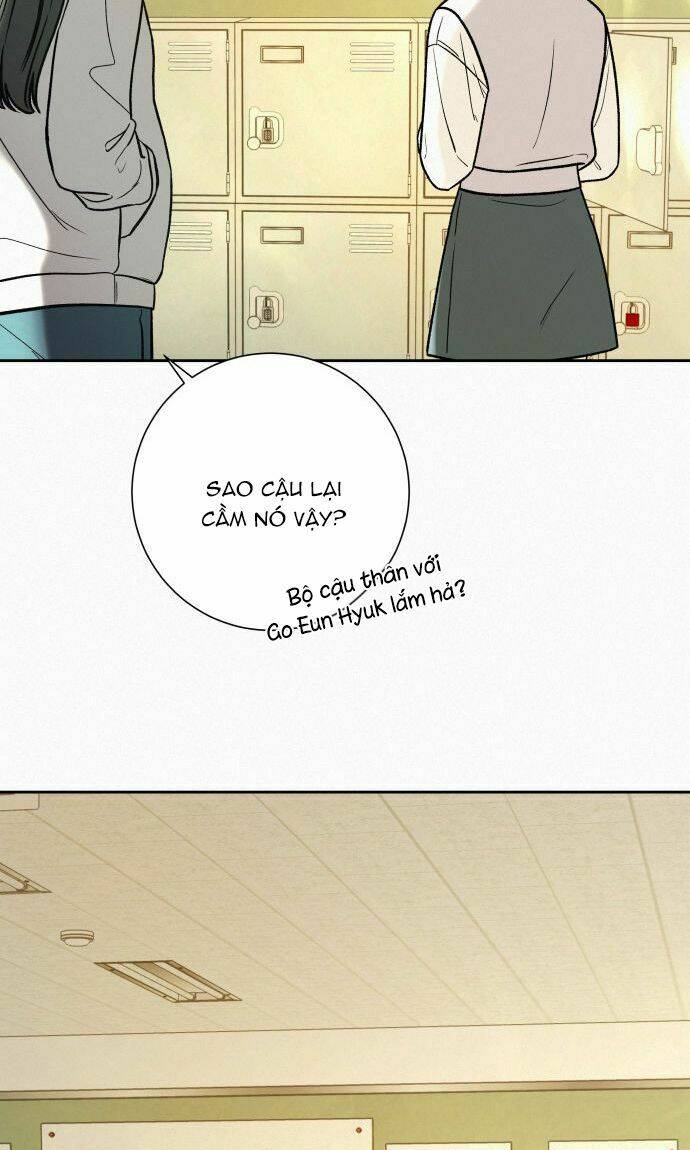 SAO CẬU LẠI
CẦM NÓ VẬY?
Bộ cậu thân với
Go Eun Hyuk lắm hả?